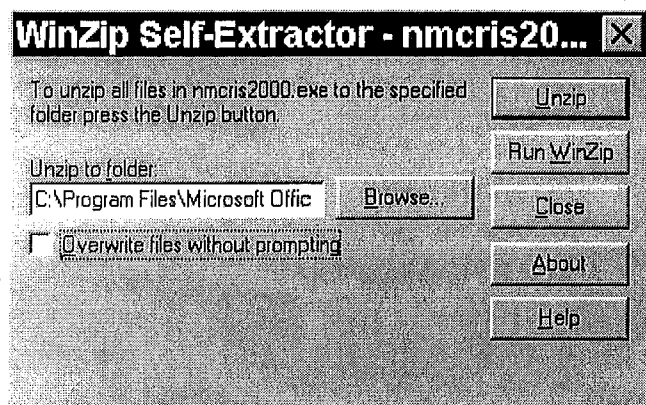 WinZip Self-Extractor - nmcris20...
To unzip all files in nmcris2000.exe to the specified
folder press the Unzip button.
Unzip to folder:
C:\Program Files\Microsoft Offic
Browse...
Overwrite files without prompting
Unzip
Run WinZip
Close
About
Help